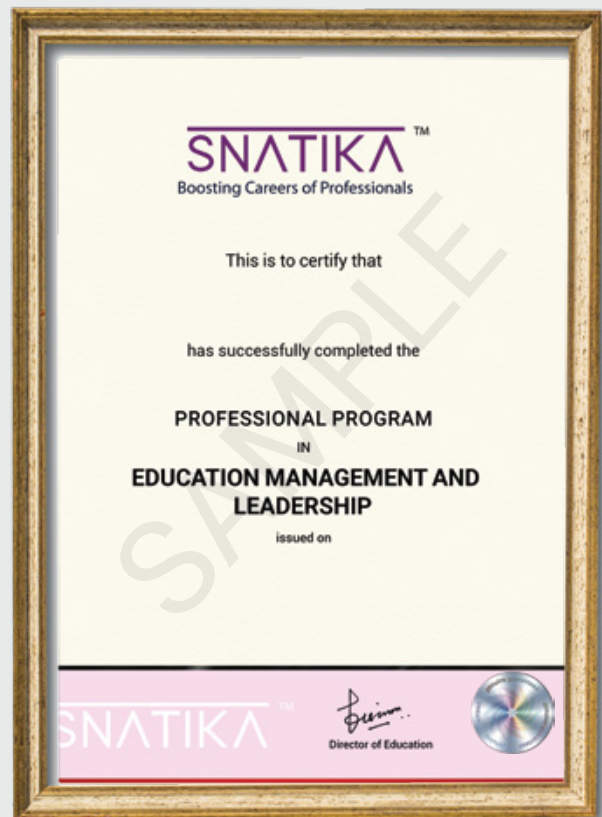 SNATIKA TM
Boosting Careers of Professionals
This is to certify that
has successfully completed the
PROFESSIONAL PROGRAM
IN
EDUCATION MANAGEMENT AND
LEADERSHIP
issued on
SAMPLE
SNATIKA TM
Director of Education